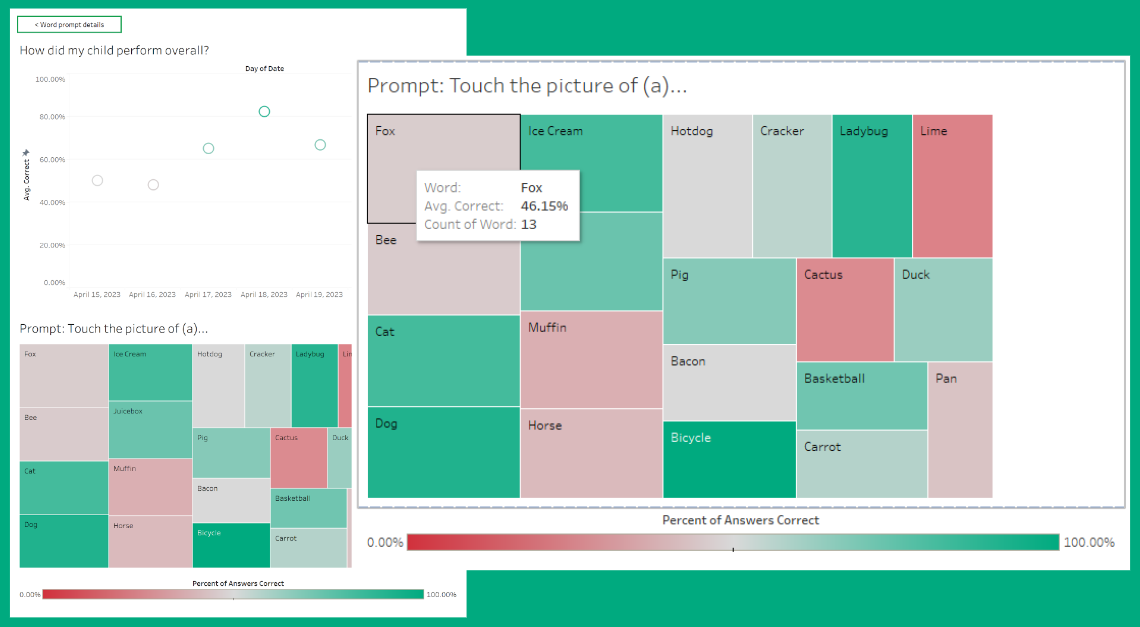 < Word prompt details
How did my child perform overall?
Day of Date
100.00%
80.00%
60.00%
40.00%
20.00%
0.00%
Avg. Correct
April 15, 2023 April 16, 2023 April 17, 2023 April 18, 2023 April 19, 2023
Prompt: Touch the picture of (a)...
Fox Ice Cream Hotdog Cracker Ladybug Lim
Juicebox
Bee
Pig Cactus Duck
Cat Muffin
Bacon
Basketball
Dog Horse
Bicycle
Carrot
Percent of Answers Correct
0.00% 100.00%
Prompt: Touch the picture of (a)...
Fox Ice Cream Hotdog Cracker Ladybug Lime
Word: Fox
Avg. Correct: 46.15%
Count of Word: 13
Bee
Pig Cactus Duck
Cat Muffin
Bacon
Basketball Pan
Dog Horse
Bicycle
Carrot
Percent of Answers Correct
0.00% 100.00%